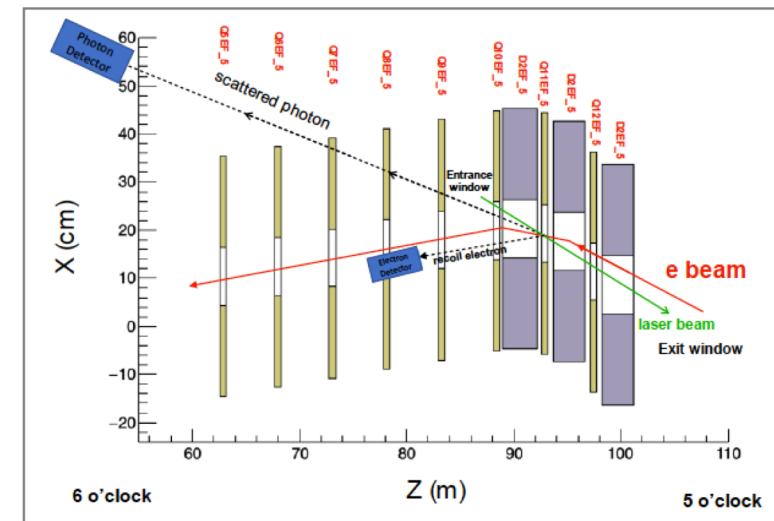 Photon
Detector
Q5EF_5
Q6EF_5
Q7EF_5
Q8EF_5
Q9EF_5
Q10EF_5
D2EF_5
Q11EF_5
D2EF_5
Q12EF_5
D2EF_5
scattered photon
Entrance
window
Electron
Detector
recoil electron
e beam
laser beam
Exit window
X (cm)
60
50
40
30
20
10
0
−10
−20
60
70
80
90
100
110
Z (m)
6 o'clock
5 o'clock